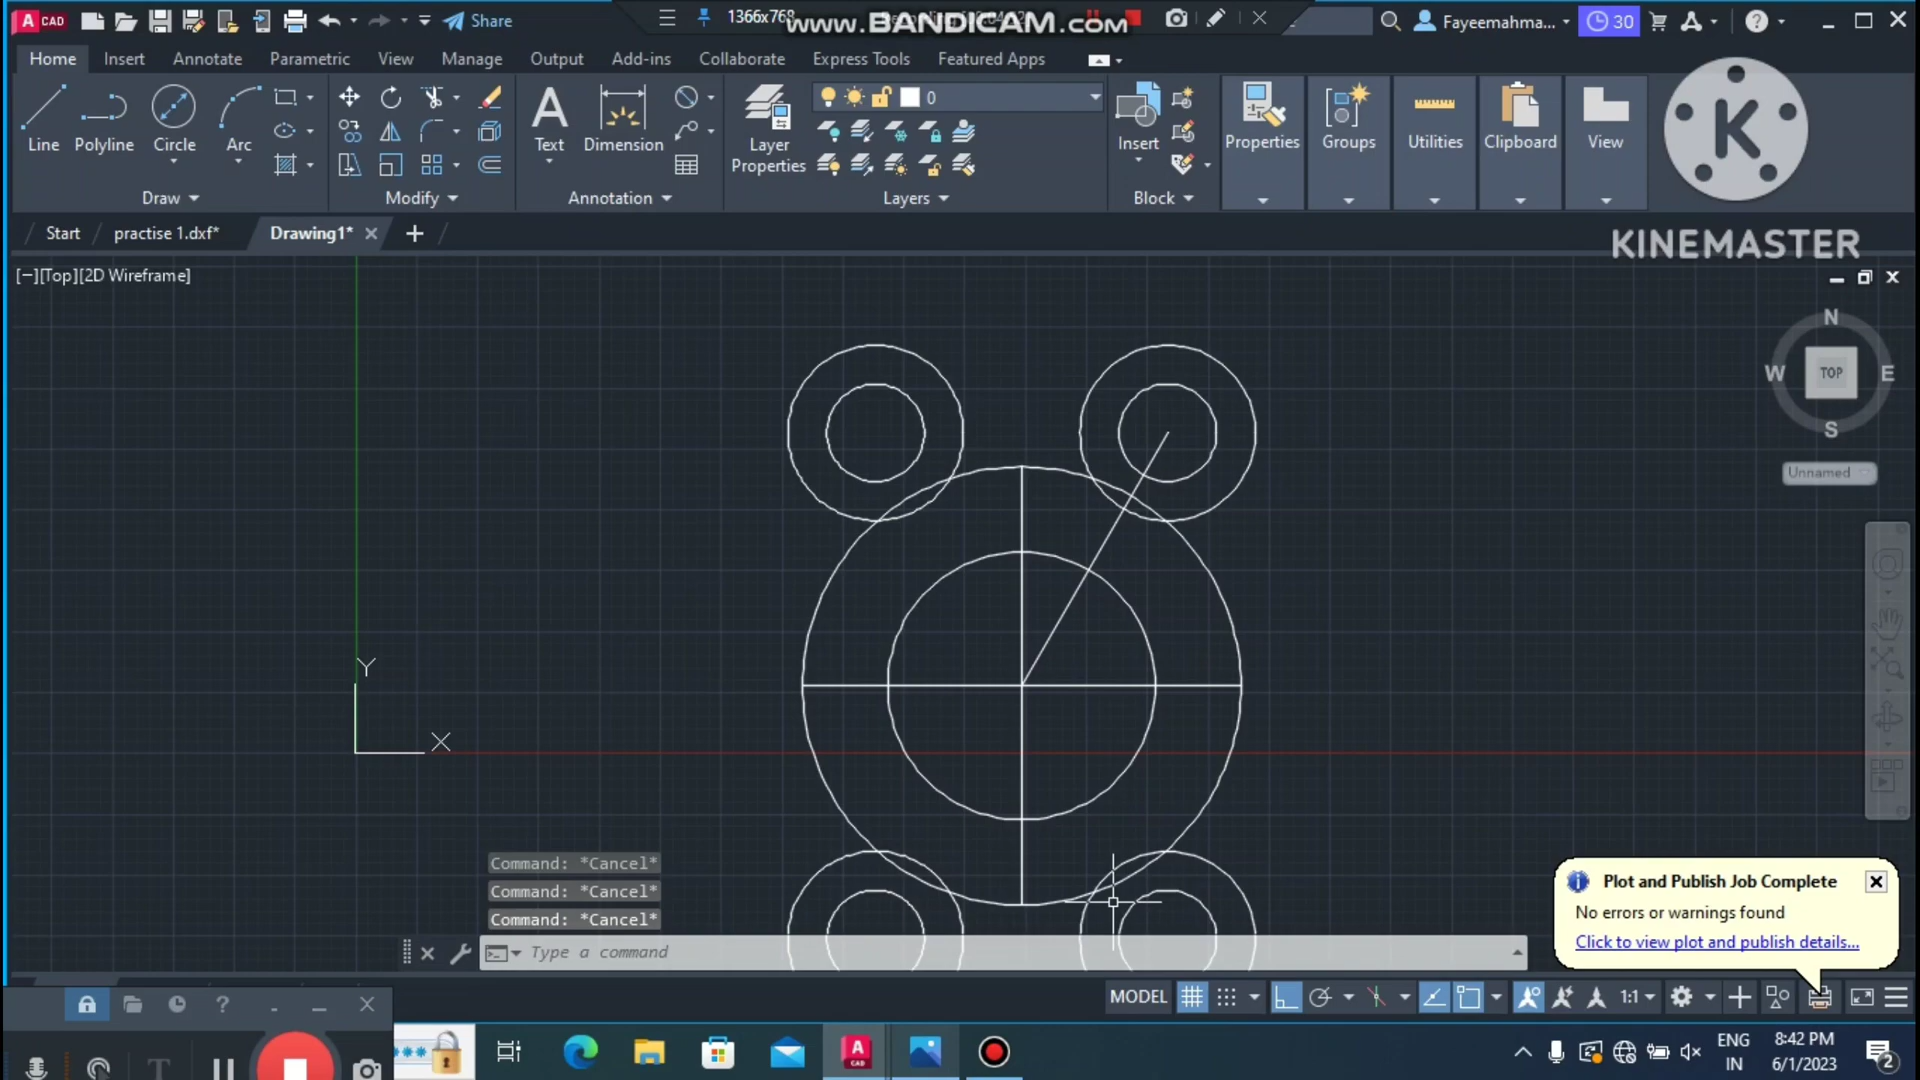 A CAD Share 1366x768 www.BANDICAM.com Fayeemahma... 30
Home Insert Annotate Parametric View Manage Output Add-ins Collaborate Express Tools Featured Apps
Line Polyline Circle Arc Text Dimension Layer Properties 0 Insert Properties Groups Utilities Clipboard View K
Draw Modify Annotation Layers Block
Start practise 1.dxf* Drawing1*
KINEMASTER
[−][Top][2D Wireframe]
N
W TOP E
S
Unnamed
Y
X
Command: *Cancel*
Command: *Cancel*
Command: *Cancel*
Type a command
Plot and Publish Job Complete
No errors or warnings found
Click to view plot and publish details...
MODEL 1:1
ENG 8:42 PM
IN 6/1/2023 2